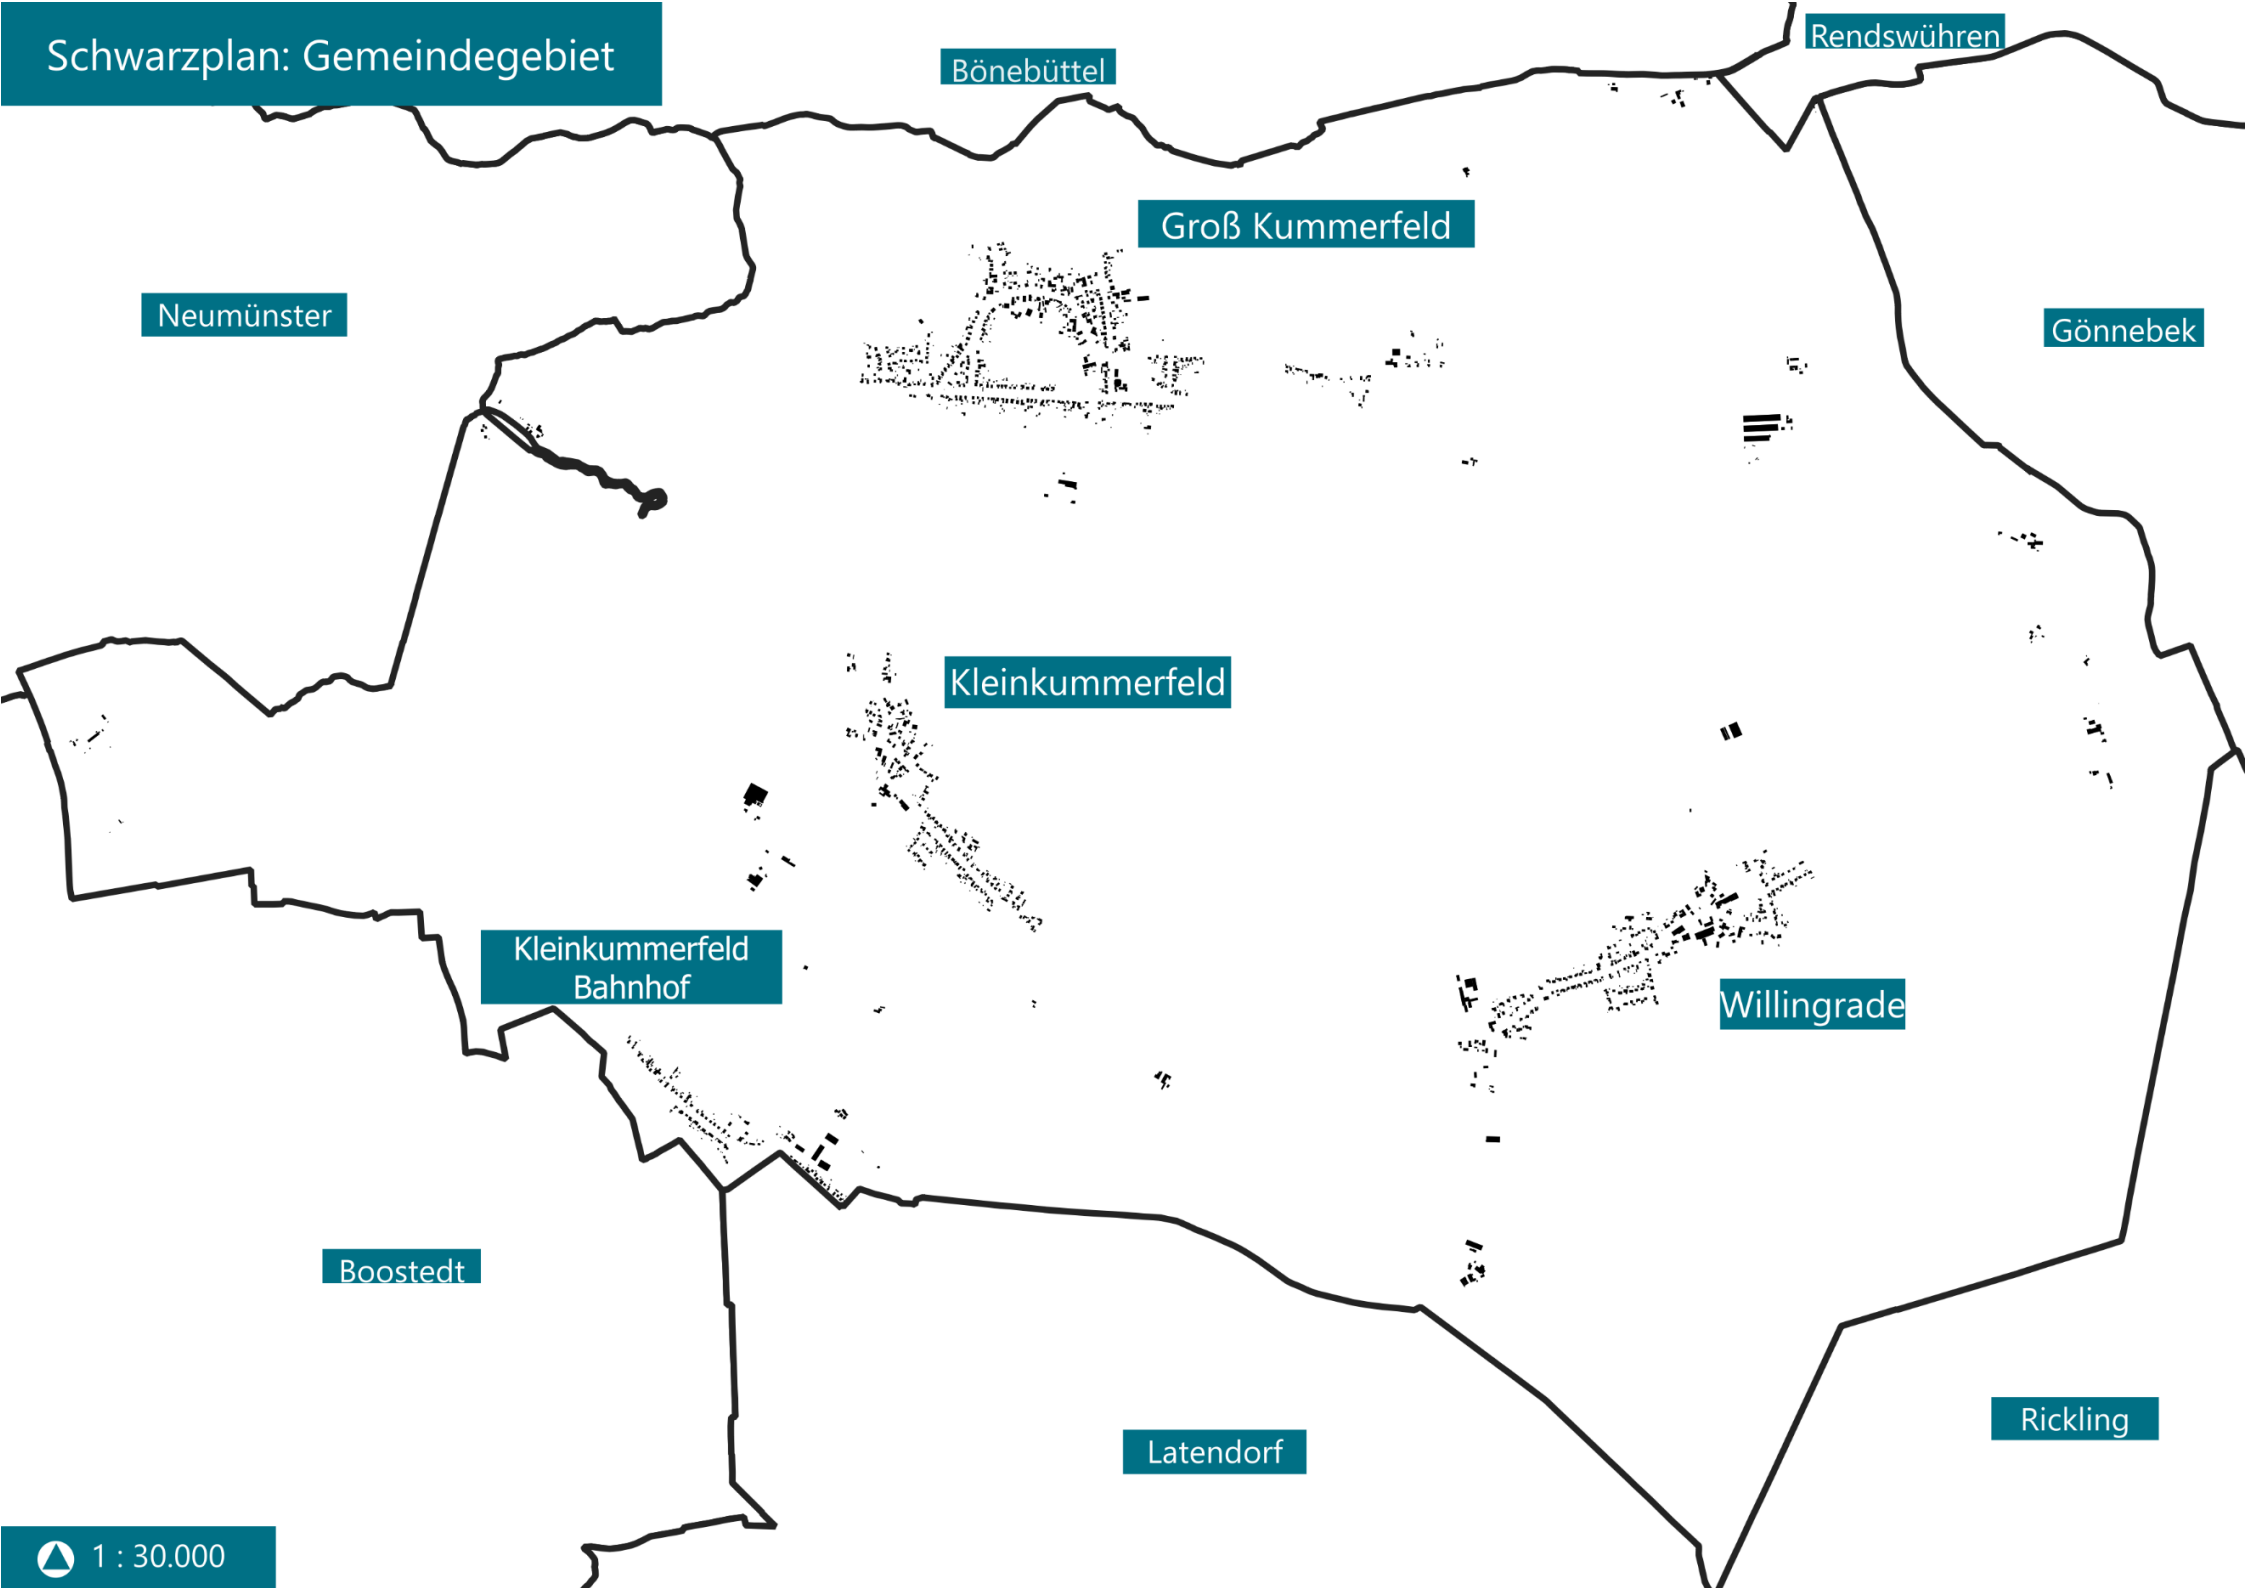 Schwarzplan: Gemeindegebiet
Rendswühren
Bönebüttel
Groß Kummerfeld
Neumünster
Gönnebek
Kleinkummerfeld
Kleinkummerfeld
Bahnhof
Willingrade
Boostedt
Rickling
Latendorf
1 : 30.000